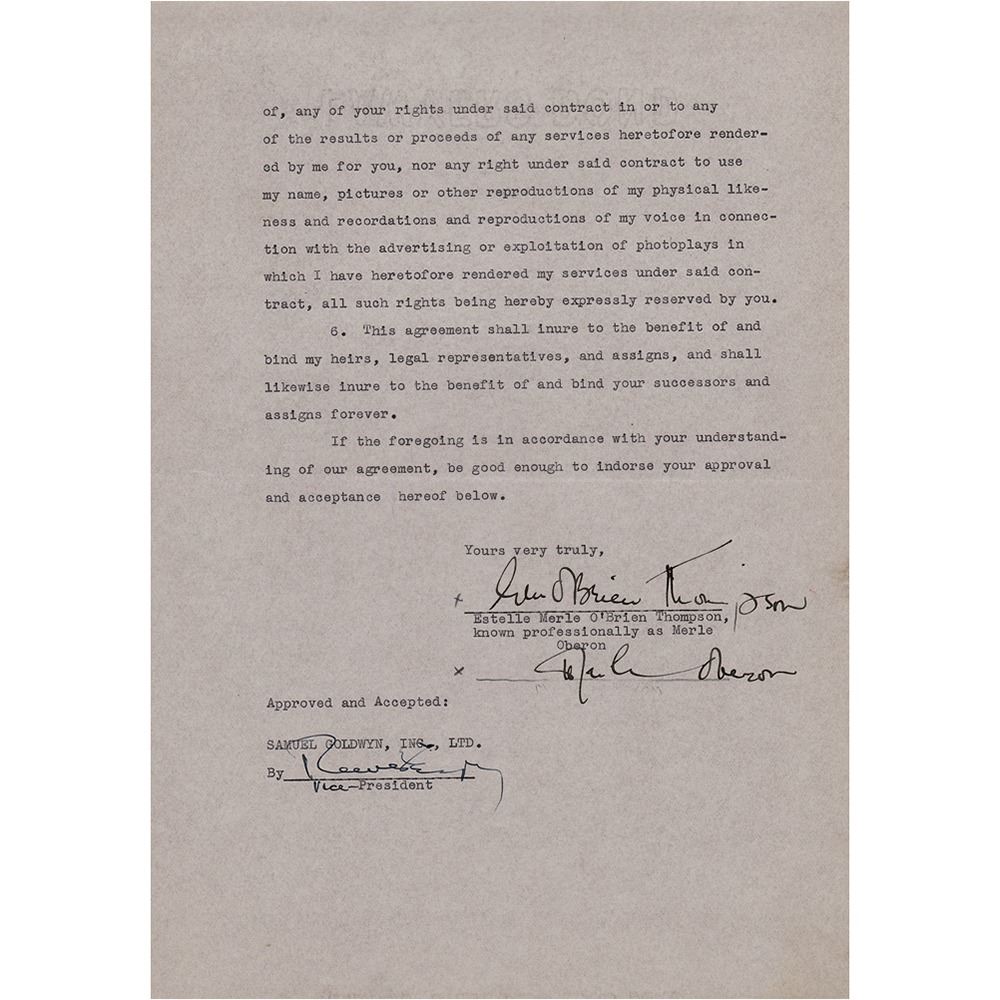 of, any of your rights under said contract in or to any
of the results or proceeds of any services heretofore render-
ed by me for you, nor any right under said contract to use
my name, pictures or other reproductions of my physical like-
ness and recordations and reproductions of my voice in connec-
tion with the advertising or exploitation of photoplays in
which I have heretofore rendered my services under said con-
tract, all such rights being hereby expressly reserved by you.
6. This agreement shall inure to the benefit of and
bind my heirs, legal representatives, and assigns, and shall
likewise inure to the benefit of and bind your successors and
assigns forever.
If the foregoing is in accordance with your understand-
ing of our agreement, be good enough to indorse your approval
and acceptance hereof below.
Yours very truly,
x O'Brien Thompson
Estelle Merle O'Brien Thompson,
known professionally as Merle
Oberon
x Merle Oberon
Approved and Accepted:
SAMUEL GOLDWYN, INC., LTD.
By
Vice-President